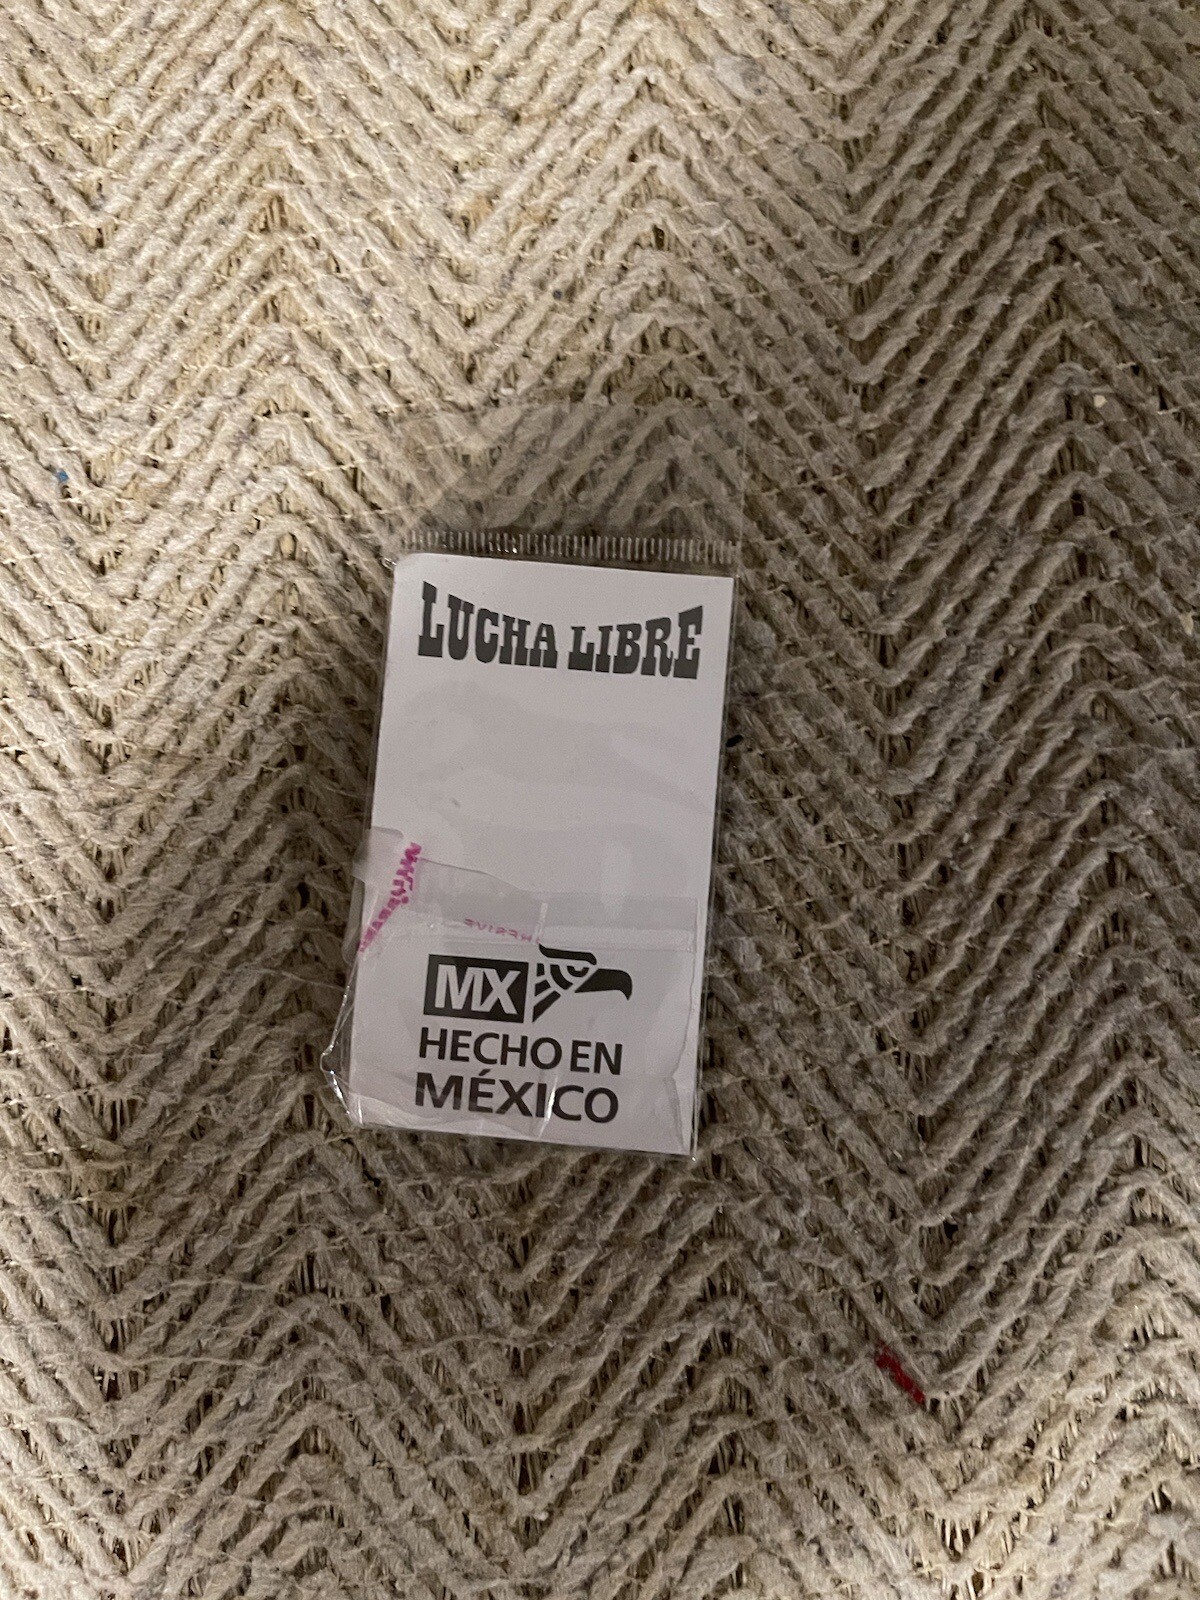 LUCHA LIBRE
MX
HECHO EN
MÉXICO